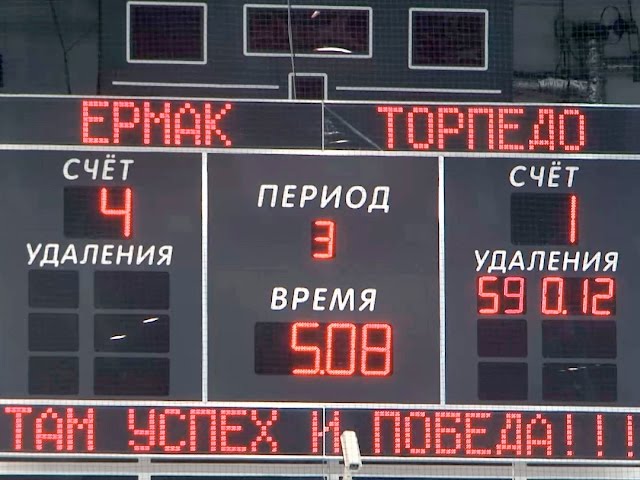 ЕРМАК ТОРПЕДО
СЧЁТ ПЕРИОД СЧЁТ
4 3 1
УДАЛЕНИЯ ВРЕМЯ УДАЛЕНИЯ
5.08 59 0.12
ТАМ УСПЕХ И ПОБЕДА!!!